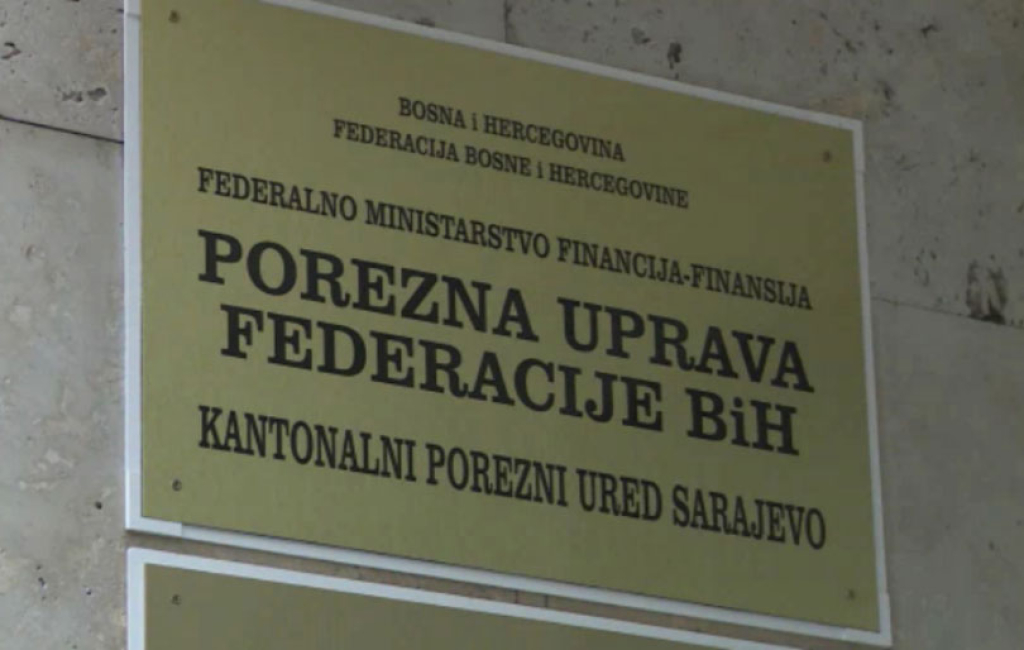 BOSNA i HERCEGOVINA
FEDERACIJA BOSNE i HERCEGOVINE
FEDERALNO MINISTARSTVO FINANCIJA-FINANSIJA
POREZNA UPRAVA
FEDERACIJE BiH
KANTONALNI POREZNI URED SARAJEVO